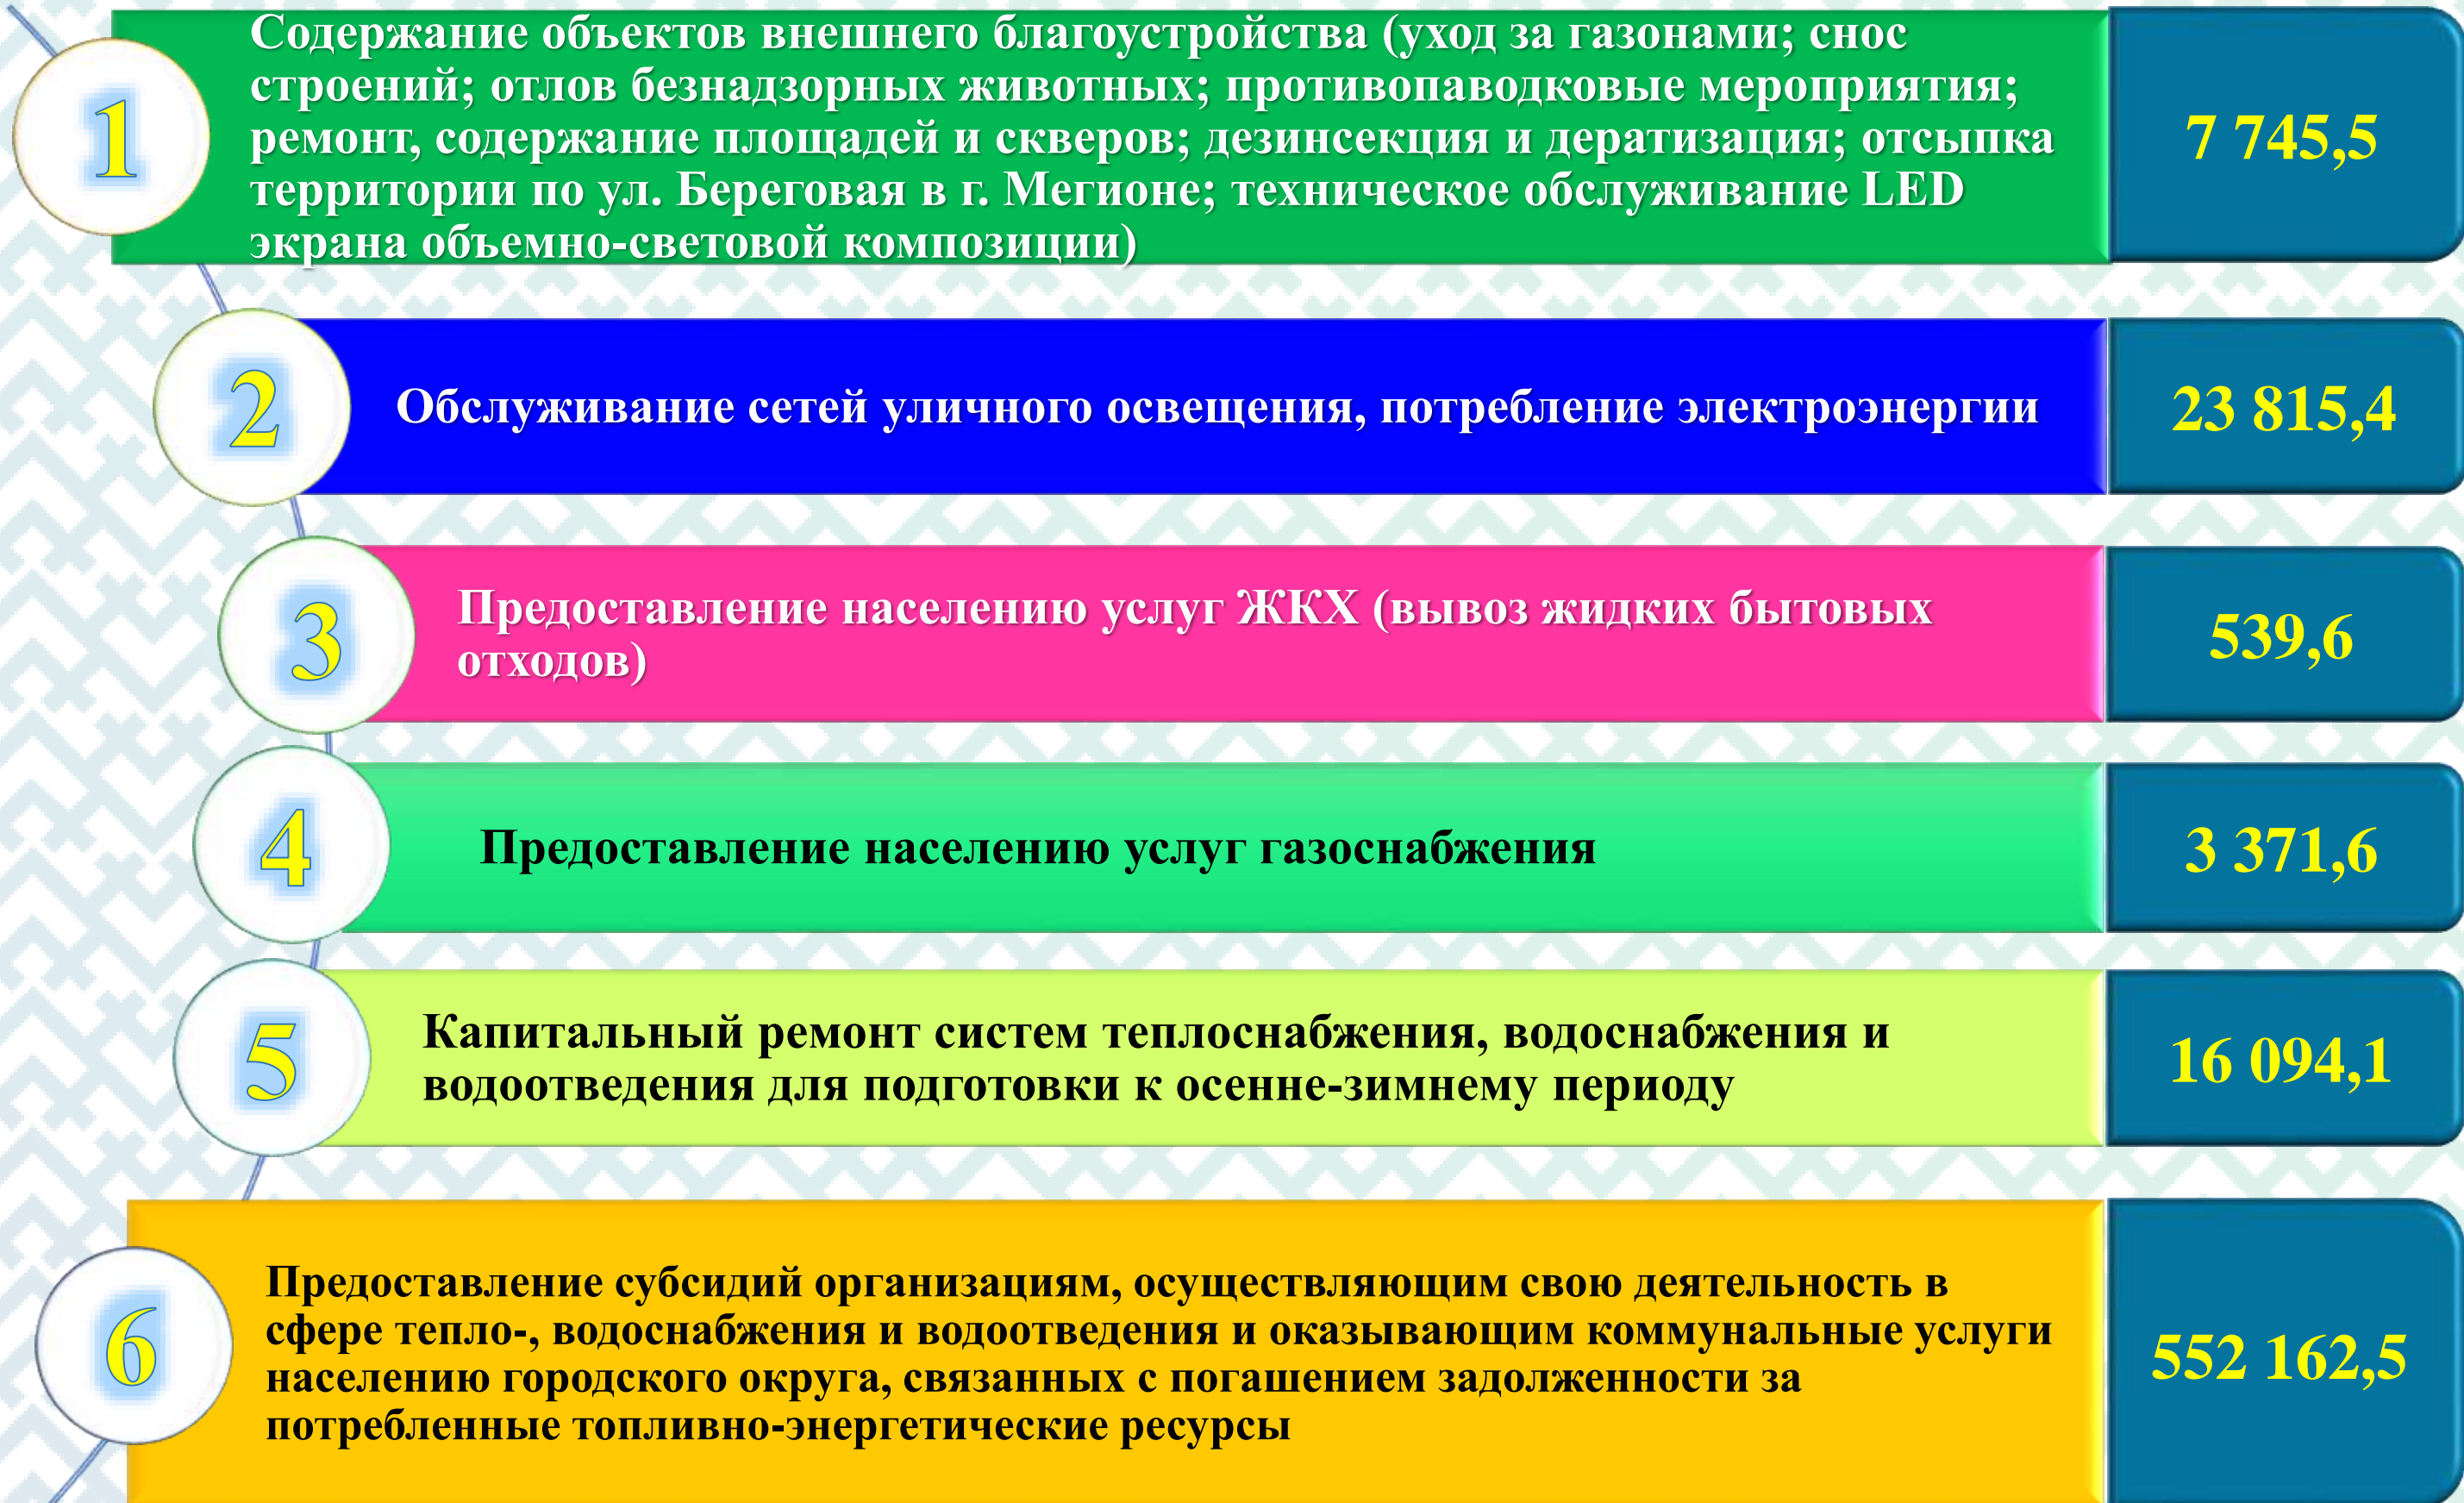 1
Содержание объектов внешнего благоустройства (уход за газонами; снос
строений; отлов безнадзорных животных; противопаводковые мероприятия;
ремонт, содержание площадей и скверов; дезинсекция и дератизация; отсыпка
территории по ул. Береговая в г. Мегионе; техническое обслуживание LED
экрана объемно-световой композиции)
7 745,5
2
Обслуживание сетей уличного освещения, потребление электроэнергии
23 815,4
3
Предоставление населению услуг ЖКХ (вывоз жидких бытовых
отходов)
539,6
4
Предоставление населению услуг газоснабжения
3 371,6
5
Капитальный ремонт систем теплоснабжения, водоснабжения и
водоотведения для подготовки к осенне-зимнему периоду
16 094,1
6
Предоставление субсидий организациям, осуществляющим свою деятельность в
сфере тепло-, водоснабжения и водоотведения и оказывающим коммунальные услуги
населению городского округа, связанных с погашением задолженности за
потребленные топливно-энергетические ресурсы
552 162,5